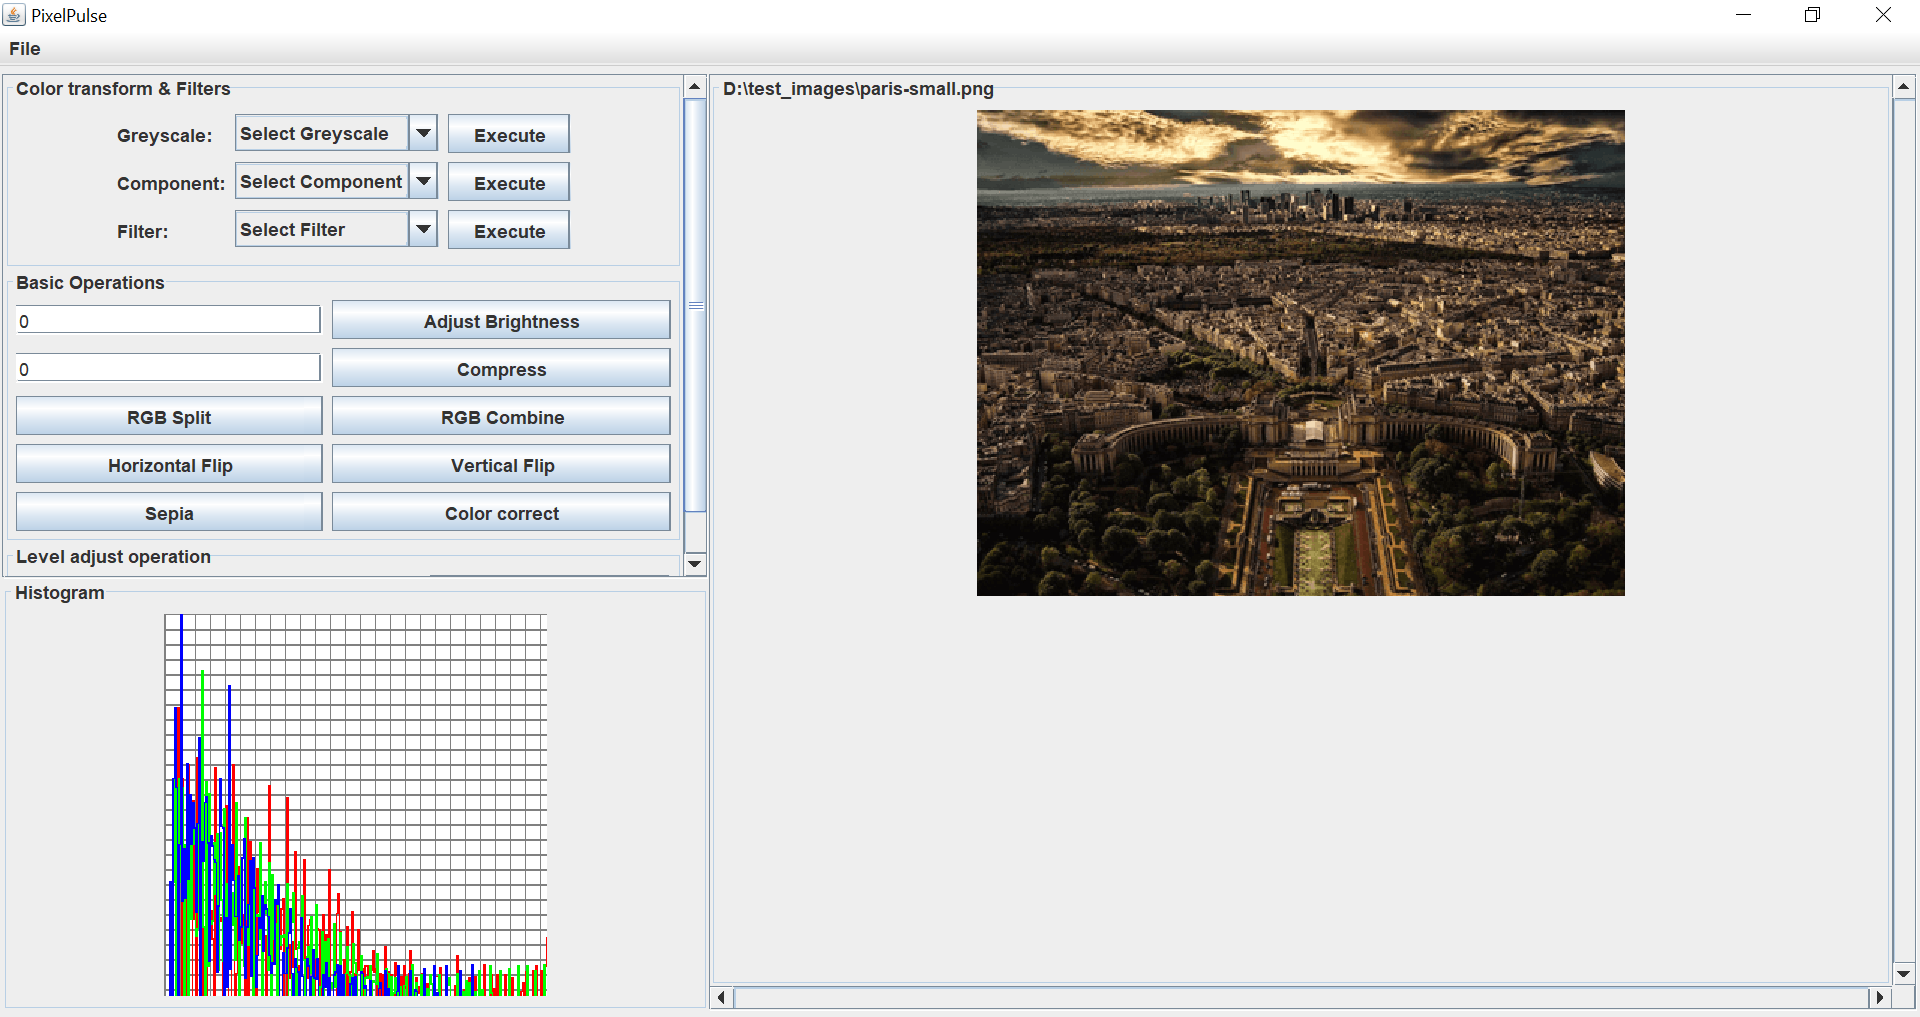 PixelPulse
File
Color transform & Filters
Greyscale: Select Greyscale Execute
Component: Select Component Execute
Filter: Select Filter Execute
Basic Operations
0 Adjust Brightness
0 Compress
RGB Split RGB Combine
Horizontal Flip Vertical Flip
Sepia Color correct
Level adjust operation
Histogram
D:\test_images\paris-small.png